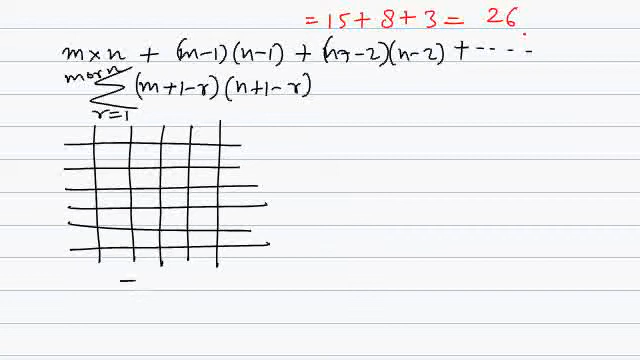 = 15 + 8 + 3 = 26
m × n + (m-1)(n-1) + (m-2)(n-2) + .....
m or n
∑ (m+1-r)(n+1-r)
r=1